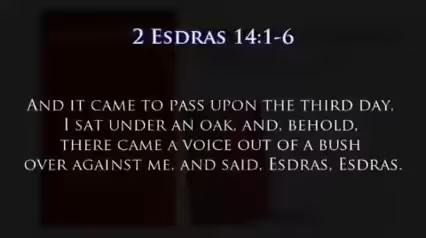 2 Esdras 14:1-6
And it came to pass upon the third day,
I sat under an oak, and, behold,
there came a voice out of a bush
over against me, and said, Esdras, Esdras.